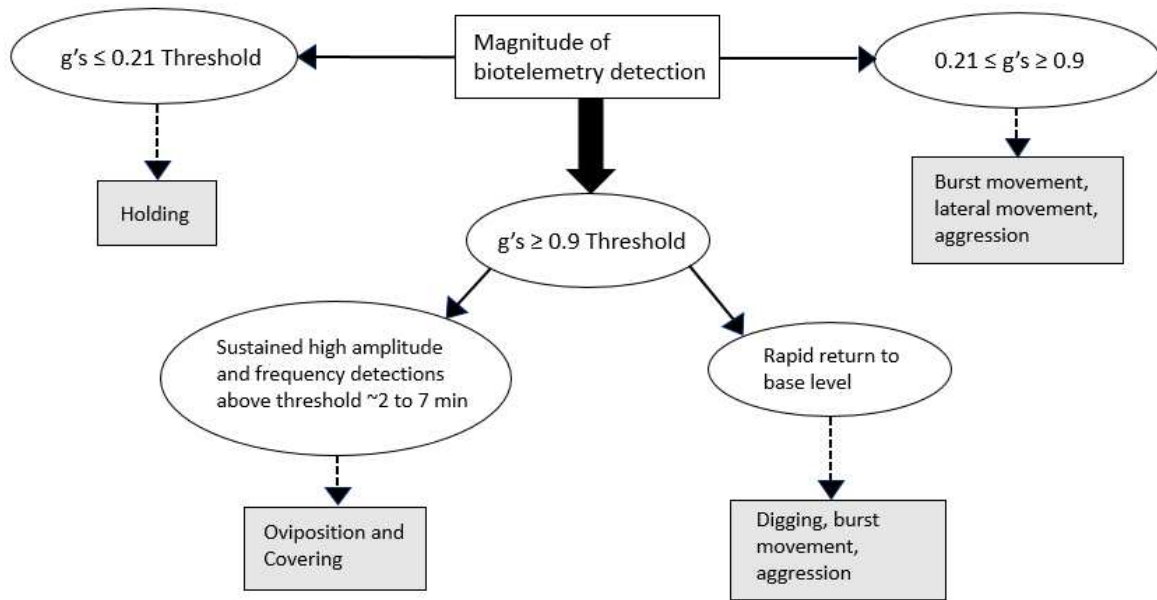 g's ≤ 0.21 Threshold
Magnitude of
biotelemetry detection
0.21 ≤ g's ≥ 0.9
Holding
Burst movement,
lateral movement,
aggression
g's ≥ 0.9 Threshold
Sustained high amplitude
and frequency detections
above threshold ~2 to 7 min
Rapid return to
base level
Oviposition and
Covering
Digging, burst
movement,
aggression